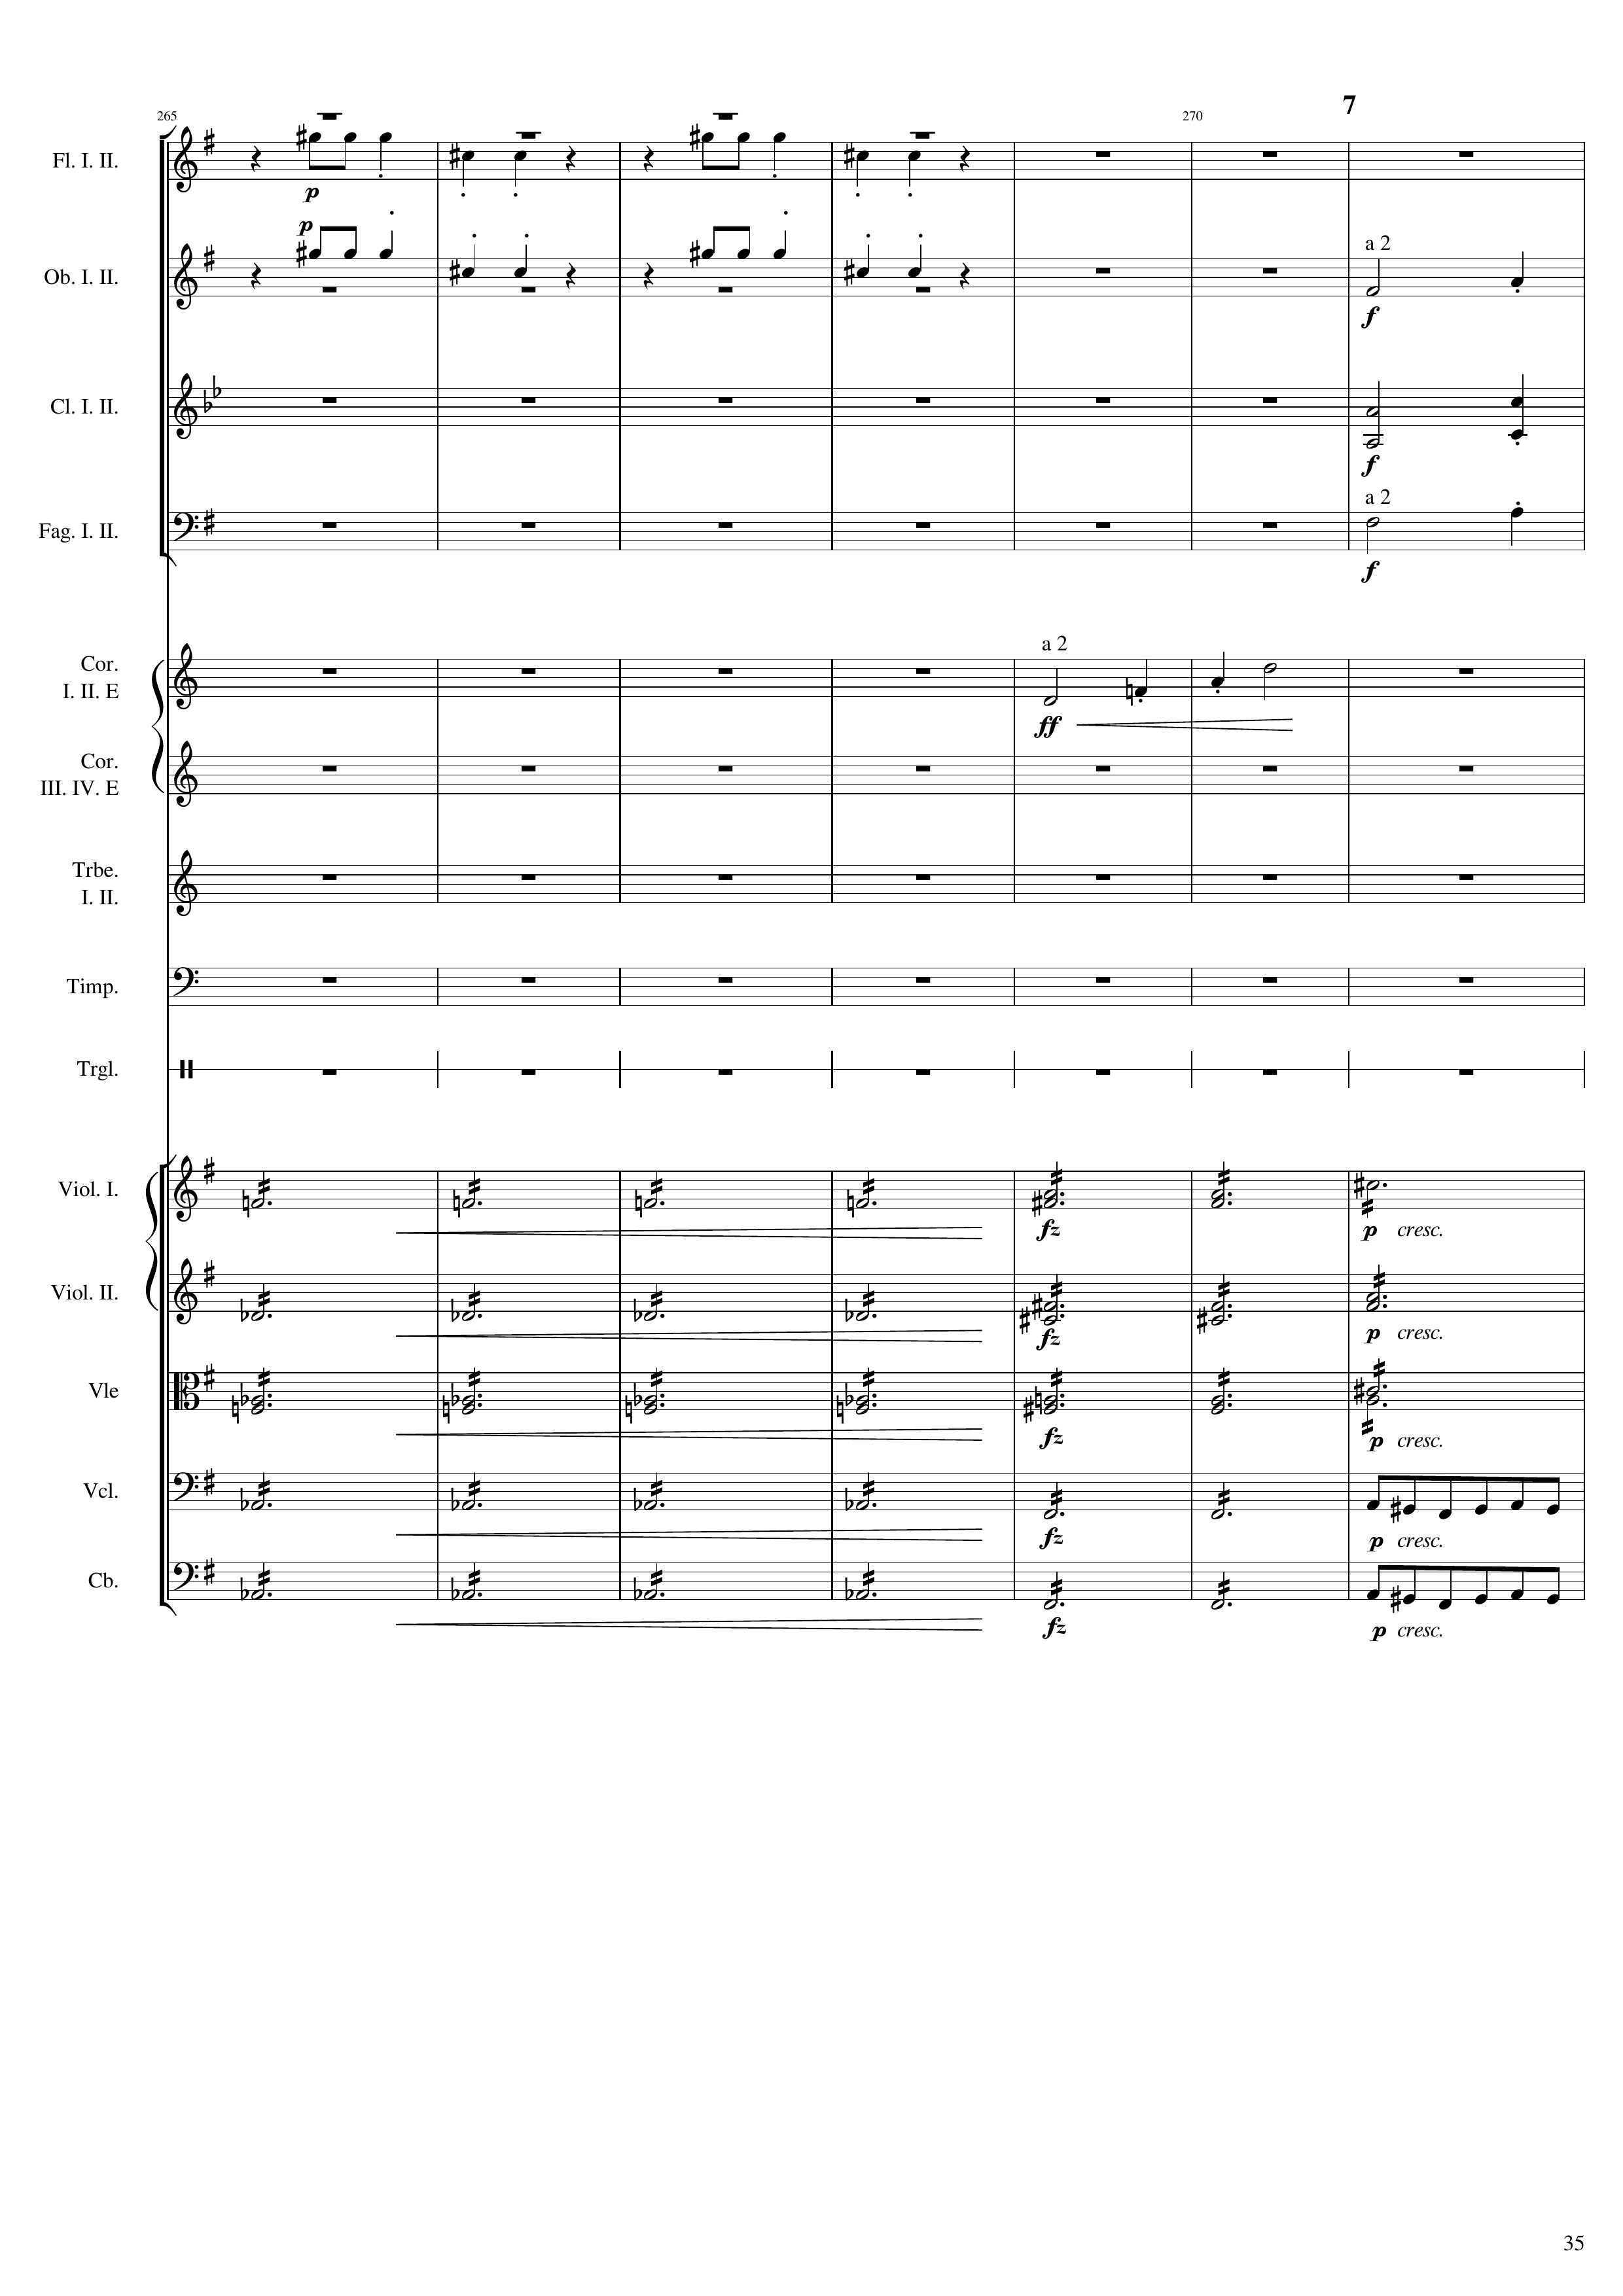 7
265
270
Fl. I. II.
p
p
Ob. I. II.
a 2
f
Cl. I. II.
f
Fag. I. II.
a 2
f
Cor.
I. II. E
a 2
ff
Cor.
III. IV. E
Trbe.
I. II.
Timp.
Trgl.
Viol. I.
fz
p cresc.
Viol. II.
fz
p cresc.
Vle
fz
p cresc.
Vcl.
fz
p cresc.
Cb.
fz
p cresc.
35